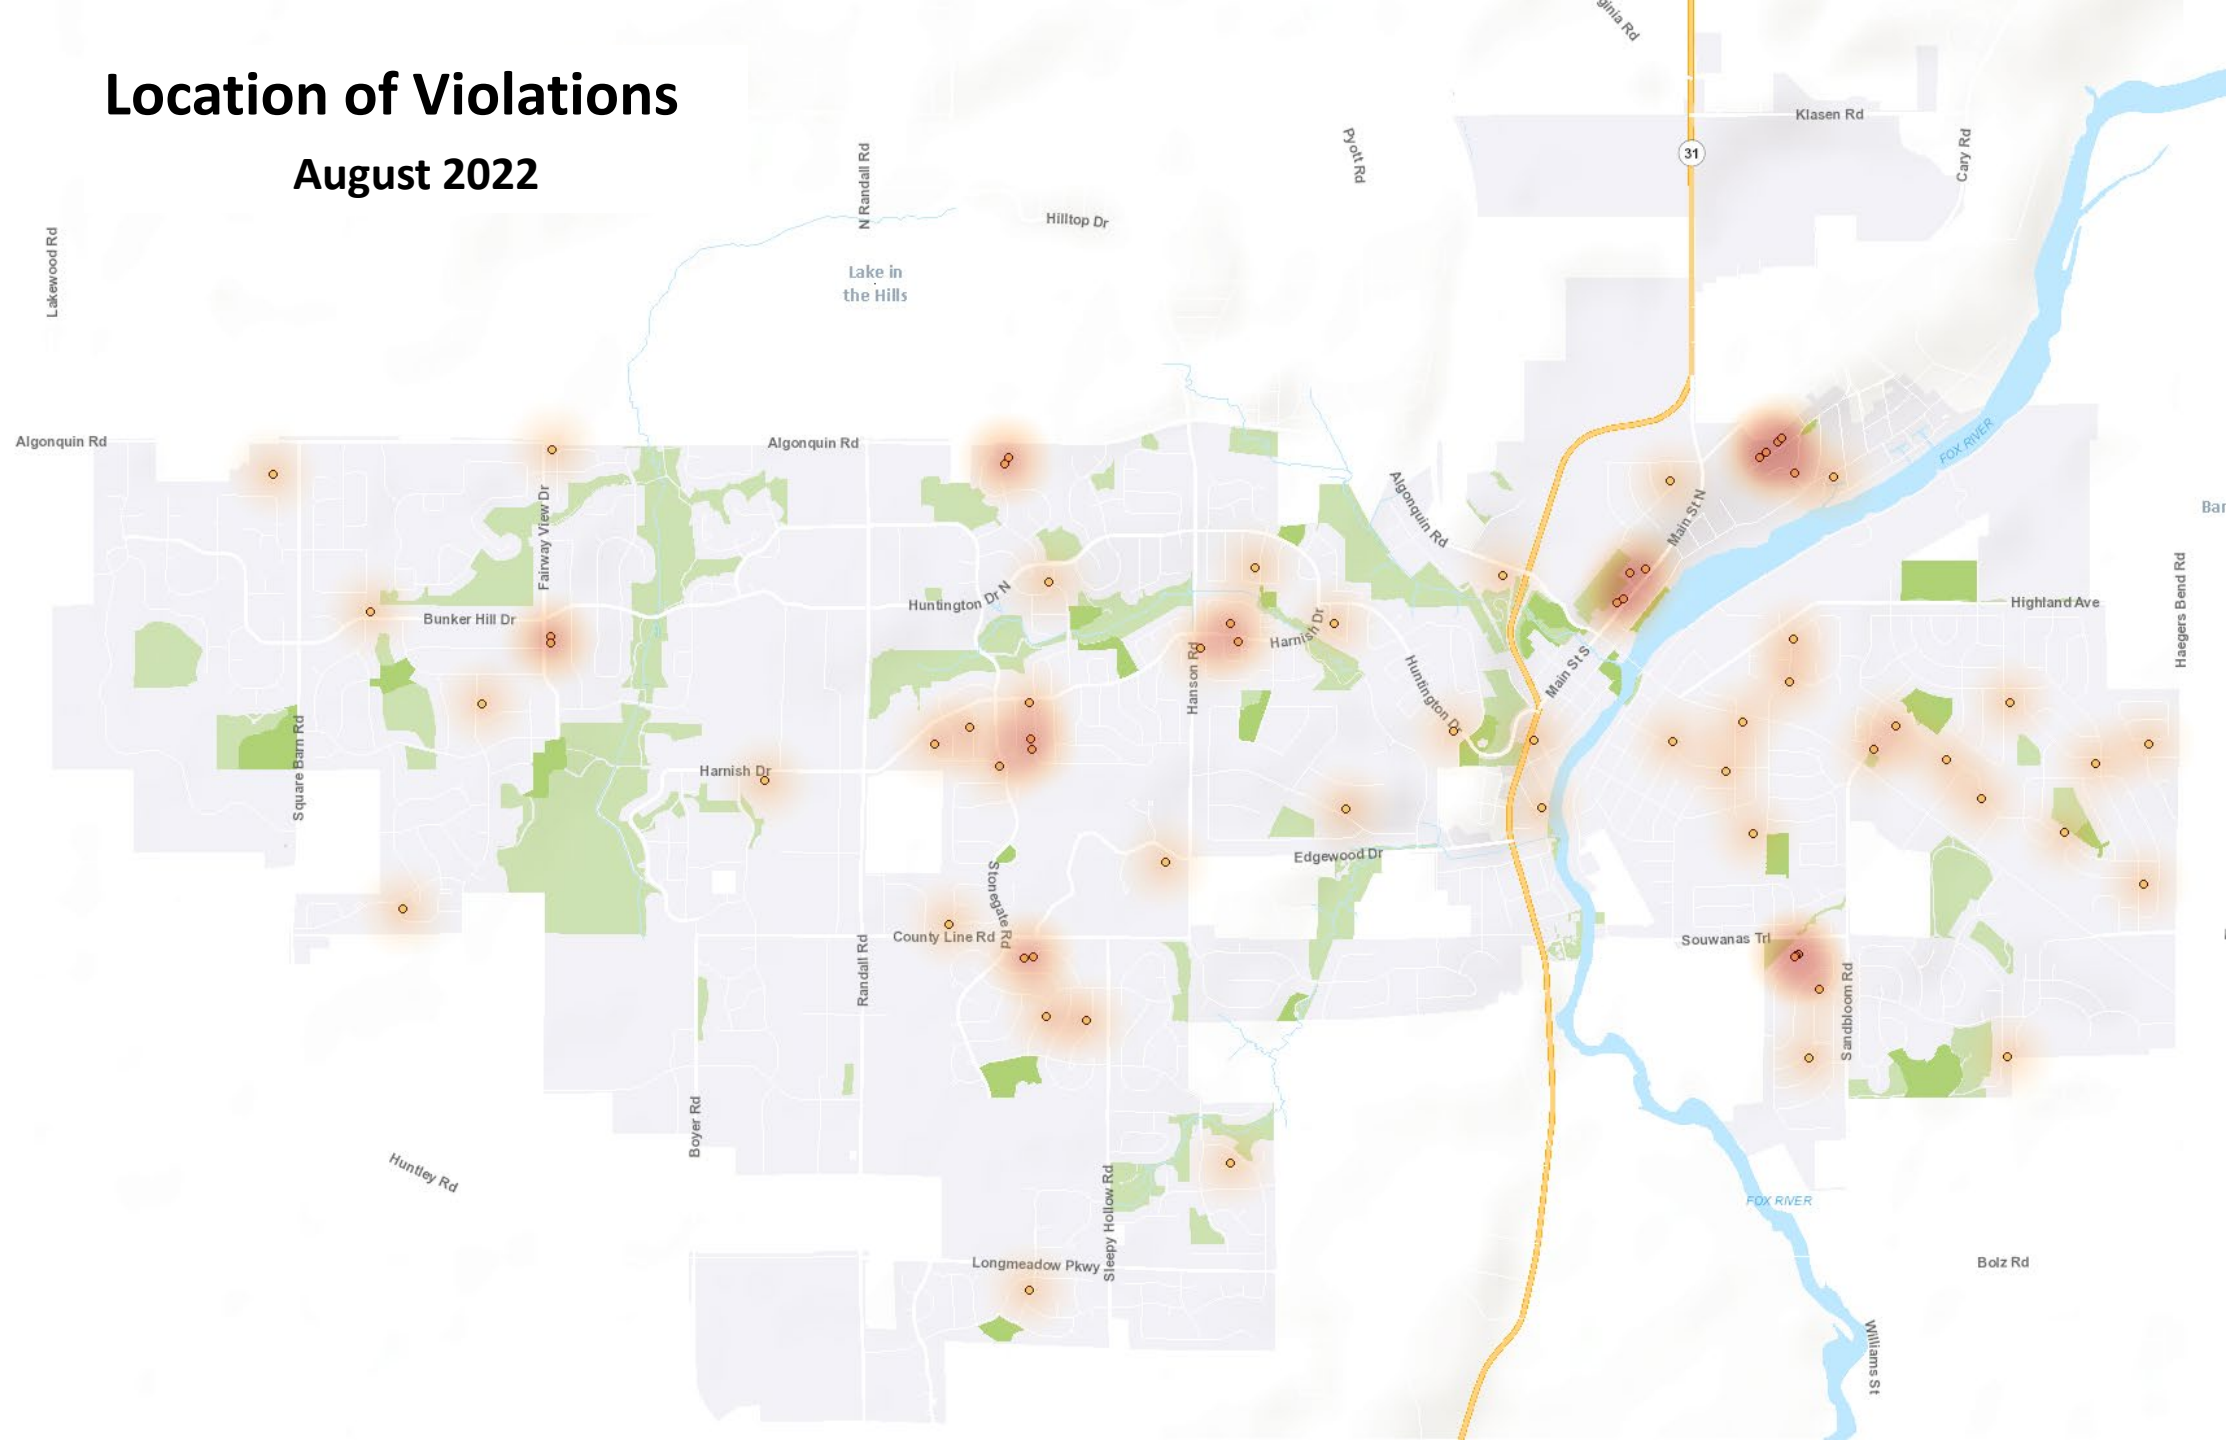 Location of Violations
August 2022
ginia Rd
Klasen Rd
31
Cary Rd
Pyott Rd
N Randall Rd
Hilltop Dr
Lakewood Rd
Lake in
the Hills
Algonquin Rd
Algonquin Rd
Algonquin Rd
FOX RIVER
Main St N
Bar
Fairway View Dr
Haegers Bend Rd
Huntington Dr N
Highland Ave
Bunker Hill Dr
Harnish Dr
Hanson Rd
Main St S
Huntington Dr
Square Barn Rd
Harnish Dr
Edgewood Dr
Stonegate Rd
County Line Rd
Souwanas Trl
Randall Rd
Sandbloom Rd
Boyer Rd
Huntley Rd
Sleepy Hollow Rd
FOX RIVER
Longmeadow Pkwy
Bolz Rd
Williams St